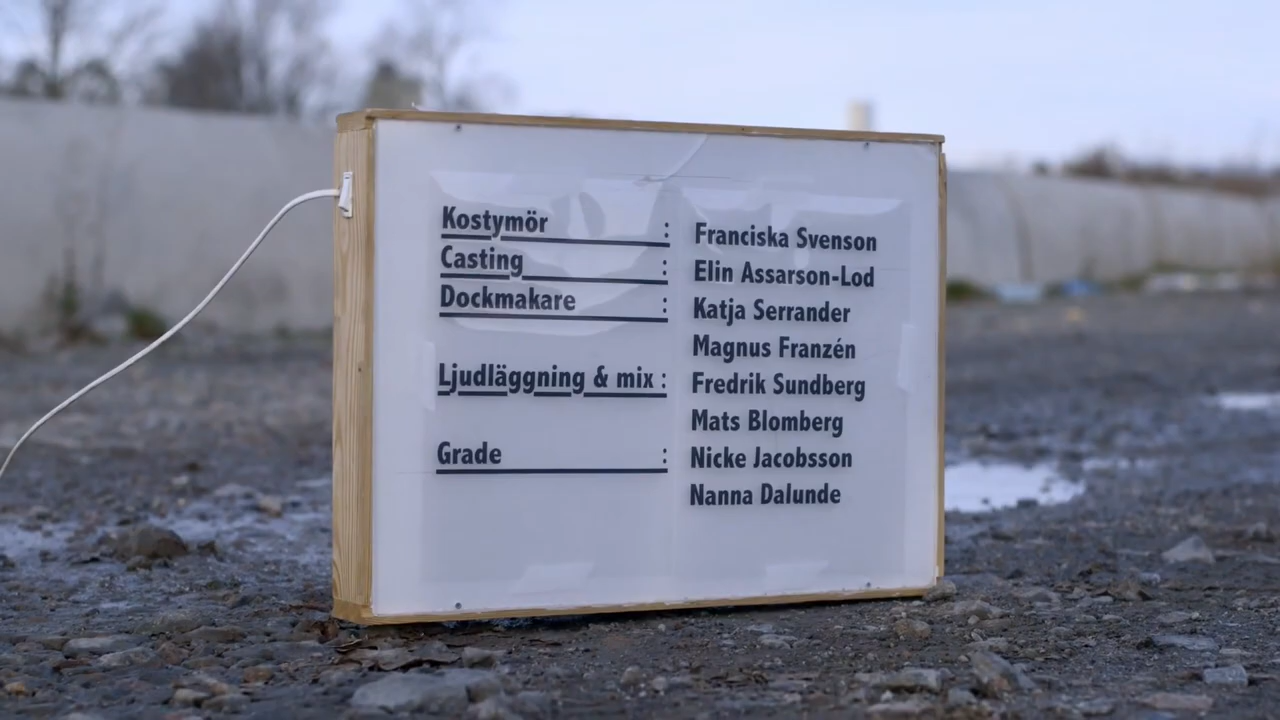 Kostymör : Franciska Svenson
Casting : Elin Assarson-Lod
Dockmakare : Katja Serrander
Magnus Franzén
Ljudläggning & mix : Fredrik Sundberg
Mats Blomberg
Grade : Nicke Jacobsson
Nanna Dalunde